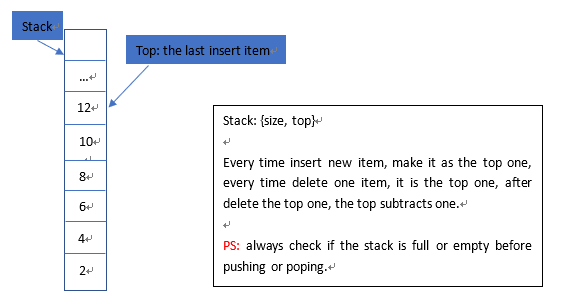 Stack
Top: the last insert item
...
12
10
8
6
4
2
Stack: {size, top}
Every time insert new item, make it as the top one,
every time delete one item, it is the top one, after
delete the top one, the top subtracts one.
PS: always check if the stack is full or empty before
pushing or poping.